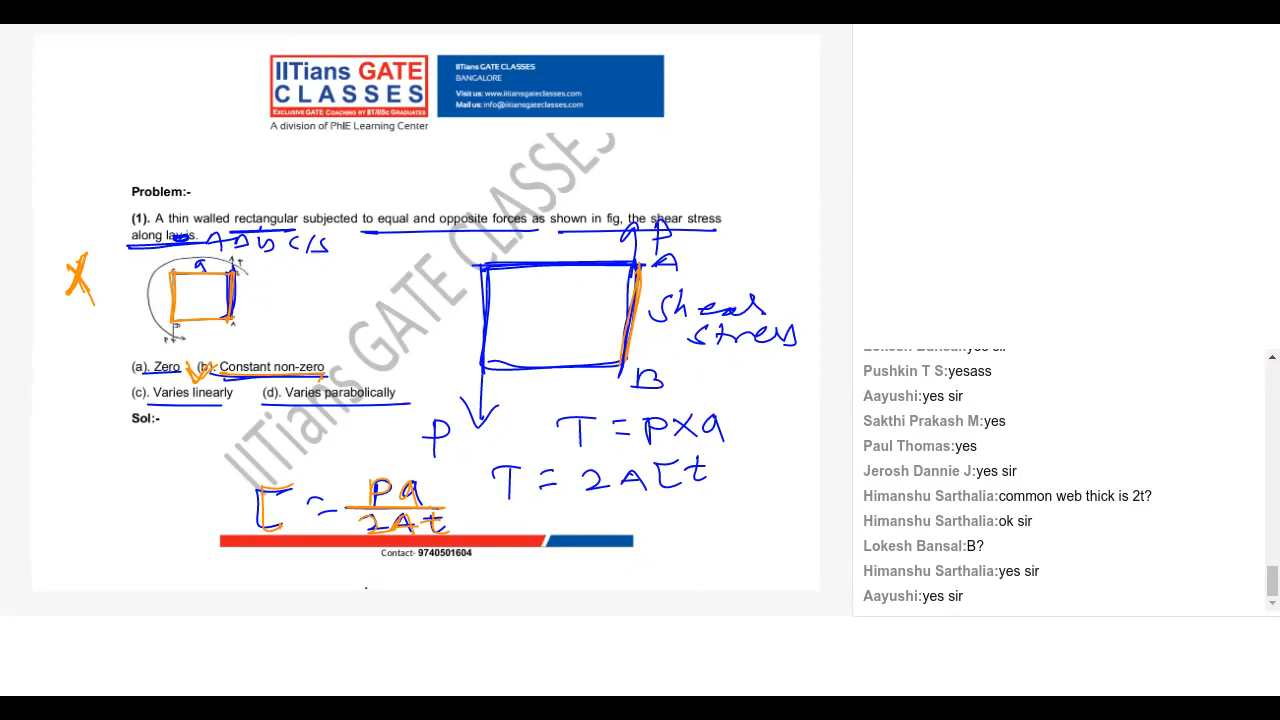 IITians GATE
CLASSES
EXCLUSIVE GATE COACHING BY IIT/IISc GRADUATES
A division of PhIE Learning Center
IITians GATE CLASSES
BANGALORE
Visit us: www.iitiansgateclasses.com
Mail us: info@iitiansgateclasses.com
IITians GATE CLASSES
Problem:-
(1). A thin walled rectangular subjected to equal and opposite forces as shown in fig, the shear stress
along is.
a
P
A
Shear
stress
B
P
(a). Zero (b). Constant non-zero
(c). Varies linearly (d). Varies parabolically
Sol:-
T = P x a
T = 2 A τ t
τ = Pa
2At
Contact- 9740501604
Pushkin T S:yesass
Aayushi:yes sir
Sakthi Prakash M:yes
Paul Thomas:yes
Jerosh Dannie J:yes sir
Himanshu Sarthalia:common web thick is 2t?
Himanshu Sarthalia:ok sir
Lokesh Bansal:B?
Himanshu Sarthalia:yes sir
Aayushi:yes sir